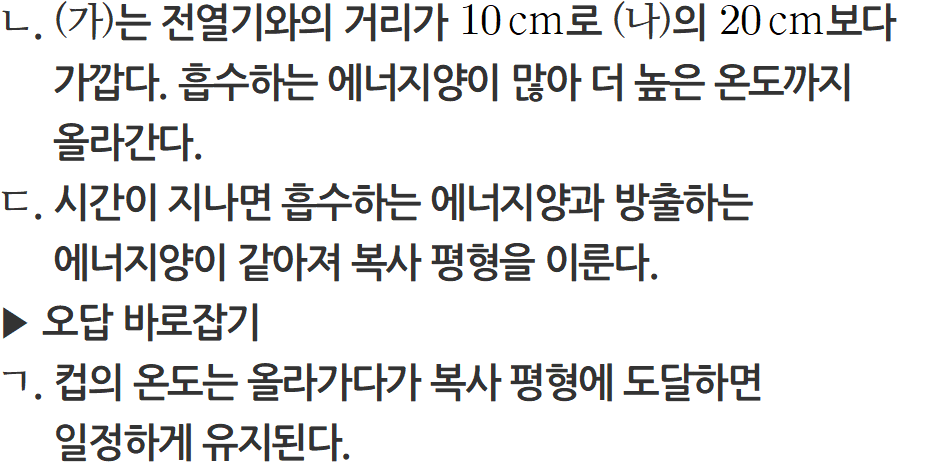 ㄴ. (가)는 전열기와의 거리가 10 cm로 (나)의 20 cm보다
가깝다. 흡수하는 에너지양이 많아 더 높은 온도까지
올라간다.
ㄷ. 시간이 지나면 흡수하는 에너지양과 방출하는
에너지양이 같아져 복사 평형을 이룬다.
▶ 오답 바로잡기
ㄱ. 컵의 온도는 올라가다가 복사 평형에 도달하면
일정하게 유지된다.